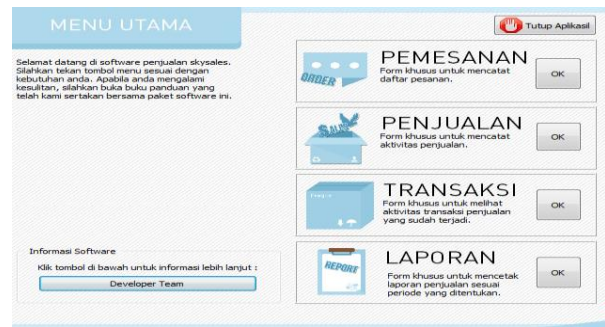 MENU UTAMA
Tutup Aplikasi
Selamat datang di software penjualan skysales.
Silahkan tekan tombol menu sesuai dengan
kebutuhan anda. Apabila anda mengalami
kesulitan, silahkan buka buku panduan yang
telah kami sertakan bersama paket software ini.
ORDER
PEMESANAN
Form khusus untuk mencatat
daftar pesanan.
OK
PENJUALAN
Form khusus untuk mencatat
aktivitas penjualan.
OK
TRANSAKSI
Form khusus untuk melihat
aktivitas transaksi penjualan
yang sudah terjadi.
OK
REPORT
LAPORAN
Form khusus untuk mencetak
laporan penjualan sesuai
periode yang ditentukan.
OK
Informasi Software
Klik tombol di bawah untuk informasi lebih lanjut :
Developer Team